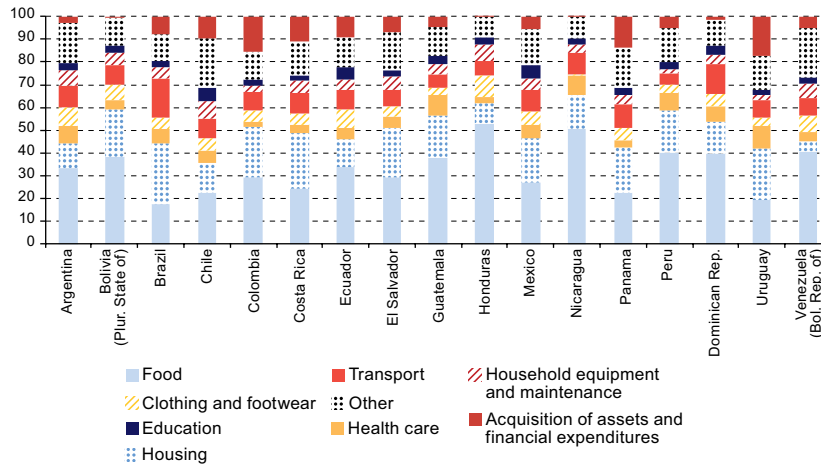 100
90
80
70
60
50
40
30
20
10
0
Argentina
Bolivia
(Plur. State of)
Brazil
Chile
Colombia
Costa Rica
Ecuador
El Salvador
Guatemala
Honduras
Mexico
Nicaragua
Panama
Peru
Dominican Rep.
Uruguay
Venezuela
(Bol. Rep. of)
Food
Clothing and footwear
Education
Housing
Transport
Other
Health care
Household equipment
and maintenance
Acquisition of assets and
financial expenditures